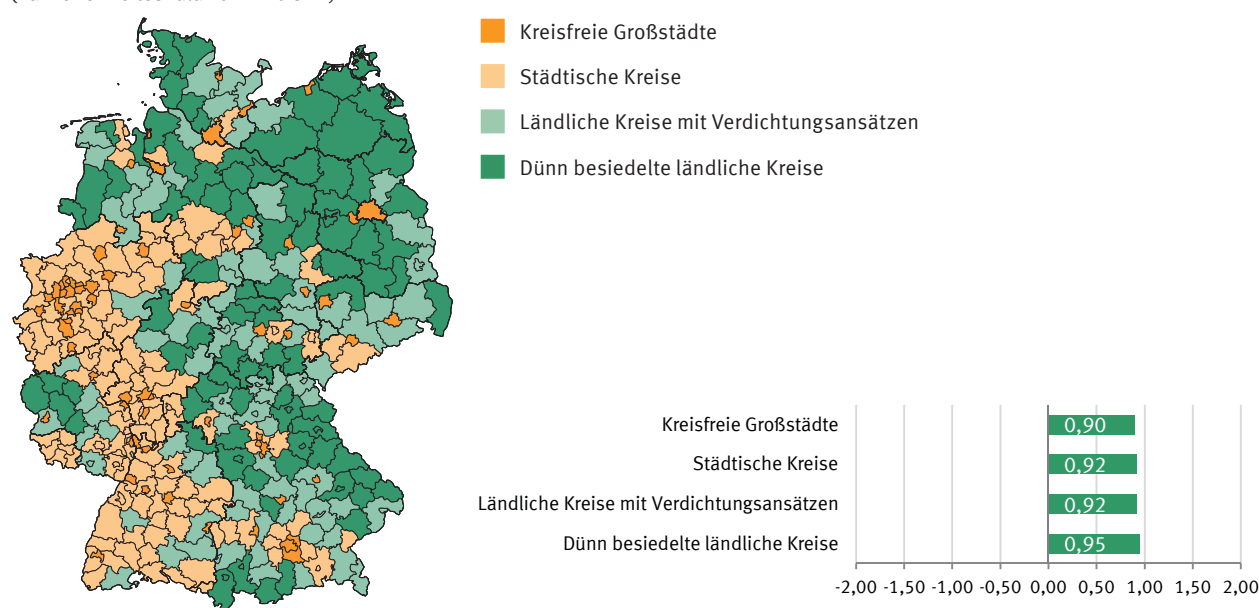 Kreisfreie Großstädte
Städtische Kreise
Ländliche Kreise mit Verdichtungsansätzen
Dünn besiedelte ländliche Kreise
Kreisfreie Großstädte 0,90
Städtische Kreise 0,92
Ländliche Kreise mit Verdichtungsansätzen 0,92
Dünn besiedelte ländliche Kreise 0,95
-2,00 -1,50 -1,00 -0,50 0,00 0,50 1,00 1,50 2,00